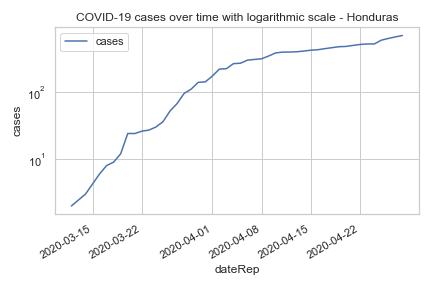 COVID-19 cases over time with logarithmic scale - Honduras
cases
cases
10²
10¹
2020-03-15
2020-03-22
2020-04-01
2020-04-08
2020-04-15
2020-04-22
dateRep